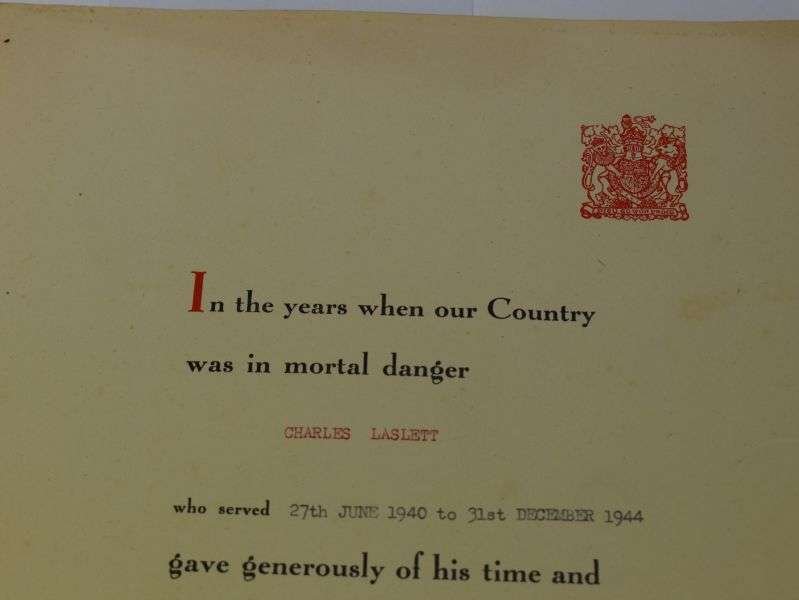 In the years when our Country
was in mortal danger
CHARLES LASLETT
who served 27th JUNE 1940 to 31st DECEMBER 1944
gave generously of his time and